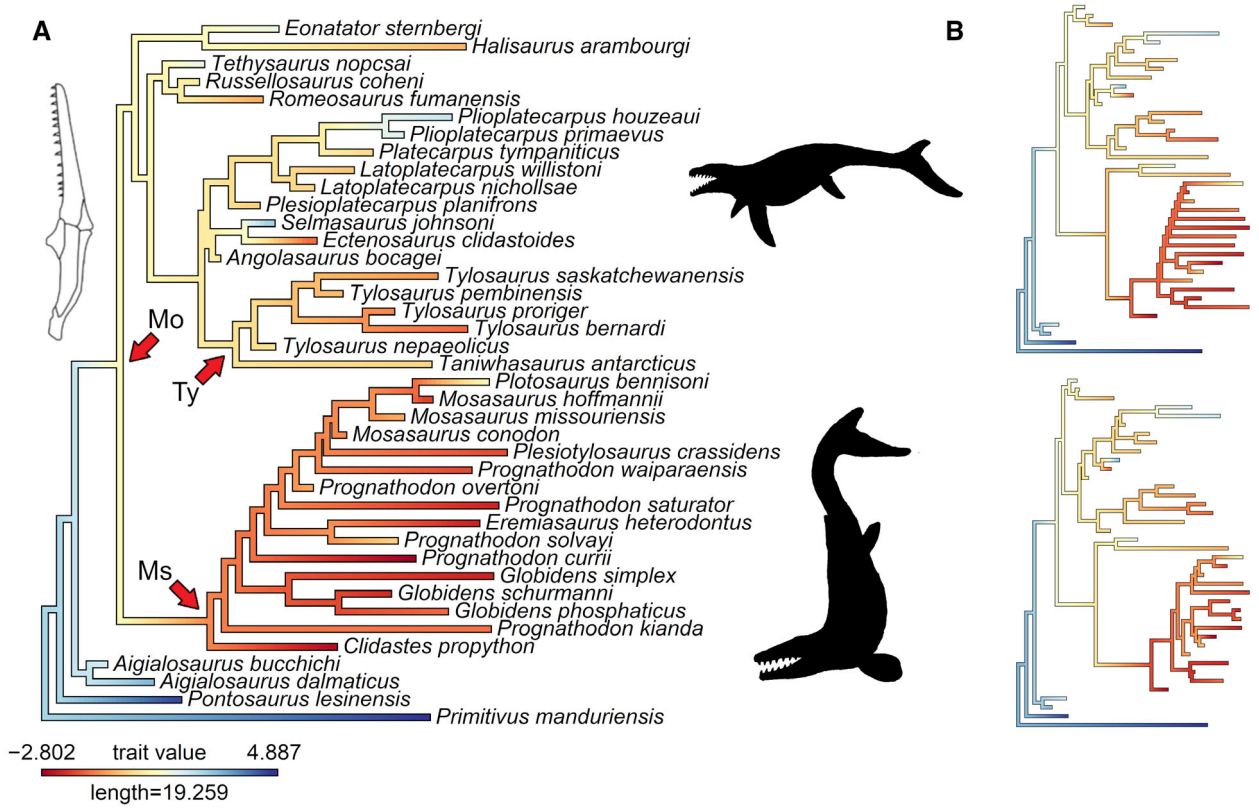 A
B
Eonatator sternbergi
Halisaurus arambourgi
Tethysaurus nopcsai
Russellosaurus coheni
Romeosaurus fumanensis
Plioplatecarpus houzeaui
Plioplatecarpus primaevus
Platecarpus tympaniticus
Latoplatecarpus willistoni
Latoplatecarpus nichollsae
Plesioplatecarpus planifrons
Selmasaurus johnsoni
Ectenosaurus clidastoides
Angolasaurus bocagei
Tylosaurus saskatchewanensis
Tylosaurus pembinensis
Tylosaurus proriger
Mo
Tylosaurus bernardi
Tylosaurus nepaeolicus
Taniwhasaurus antarcticus
Ty
Plotosaurus bennisoni
Mosasaurus hoffmannii
Mosasaurus missouriensis
Mosasaurus conodon
Plesiotylosaurus crassidens
Prognathodon waiparaensis
Prognathodon overtoni
Prognathodon saturator
Eremiasaurus heterodontus
Prognathodon solvayi
Prognathodon currii
Ms
Globidens simplex
Globidens schurmanni
Globidens phosphaticus
Prognathodon kianda
Clidastes propython
Aigialosaurus bucchichi
Aigialosaurus dalmaticus
Pontosaurus lesinensis
Primitivus manduriensis
−2.802 trait value 4.887
length=19.259